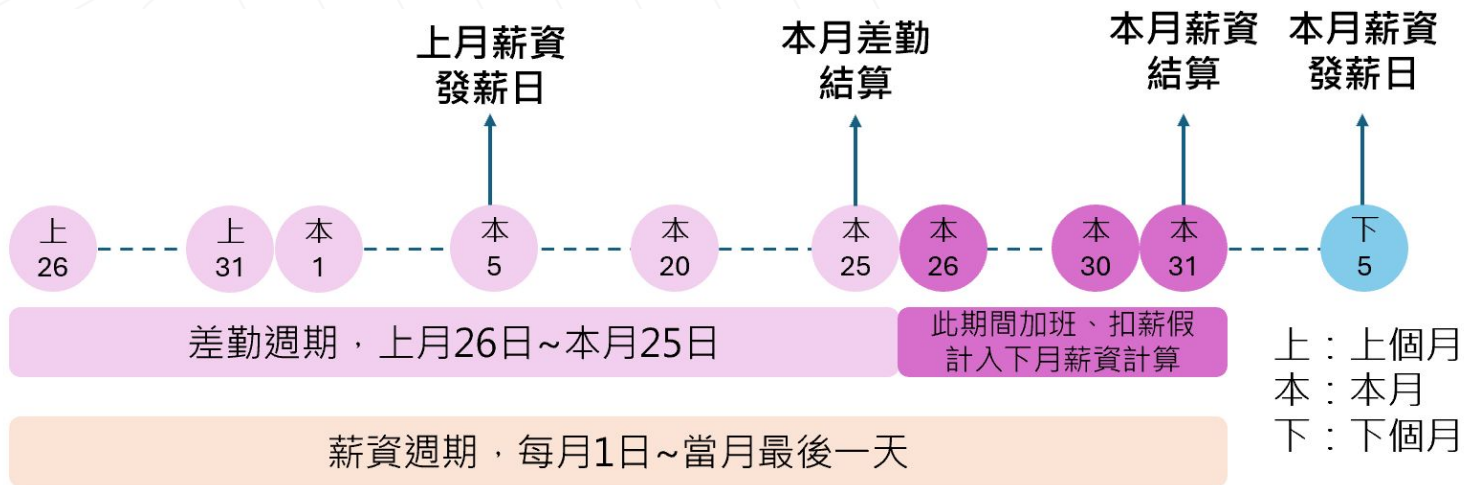 上月薪資
發薪日
本月差勤
結算
本月薪資
結算
本月薪資
發薪日
上
26
上
31
本
1
本
5
本
20
本
25
本
26
本
30
本
31
下
5
差勤週期，上月26日~本月25日
此期間加班、扣薪假
計入下月薪資計算
薪資週期，每月1日~當月最後一天
上：上個月
本：本月
下：下個月